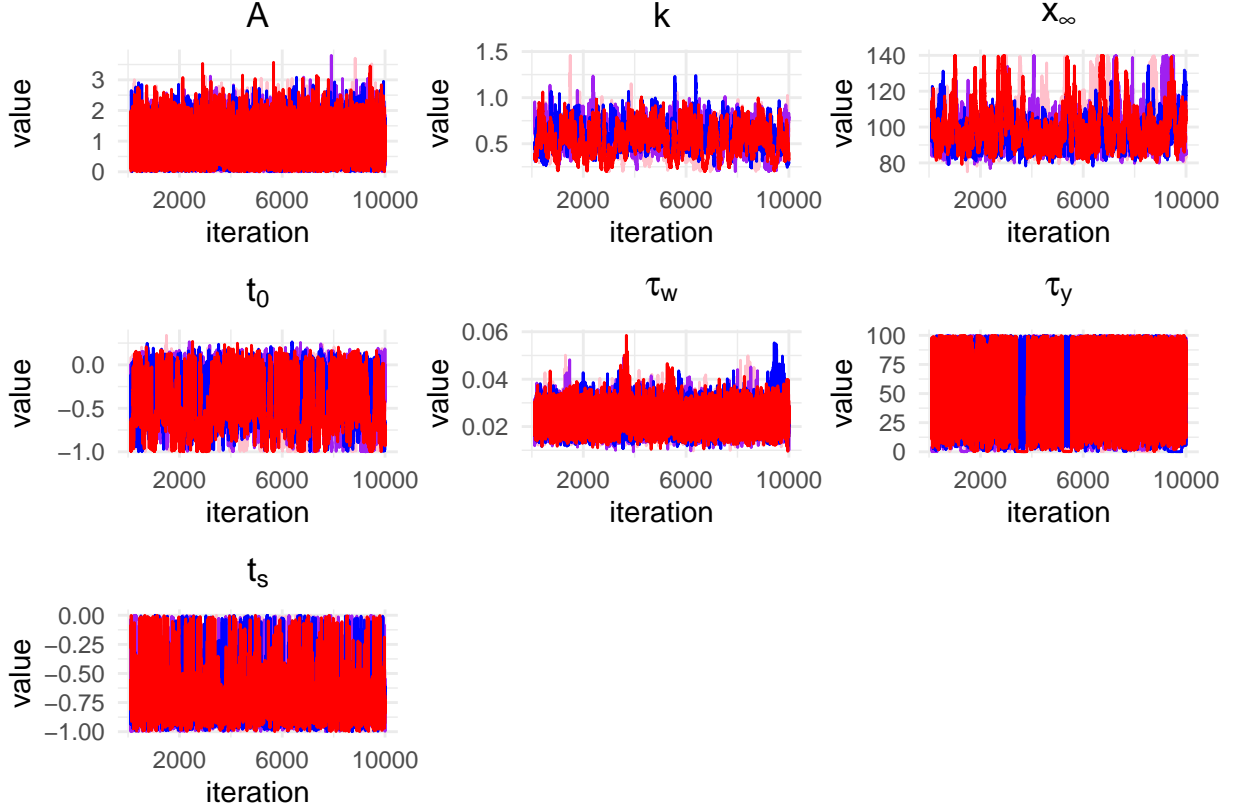 A
k
x∞
value
3
2
1
0
2000 6000 10000
iteration
value
1.5
1.0
0.5
2000 6000 10000
iteration
value
140
120
100
80
2000 6000 10000
iteration
t0
τw
τy
value
0.0
−0.5
−1.0
2000 6000 10000
iteration
value
0.06
0.04
0.02
2000 6000 10000
iteration
value
100
75
50
25
0
2000 6000 10000
iteration
ts
value
0.00
−0.25
−0.50
−0.75
−1.00
2000 6000 10000
iteration